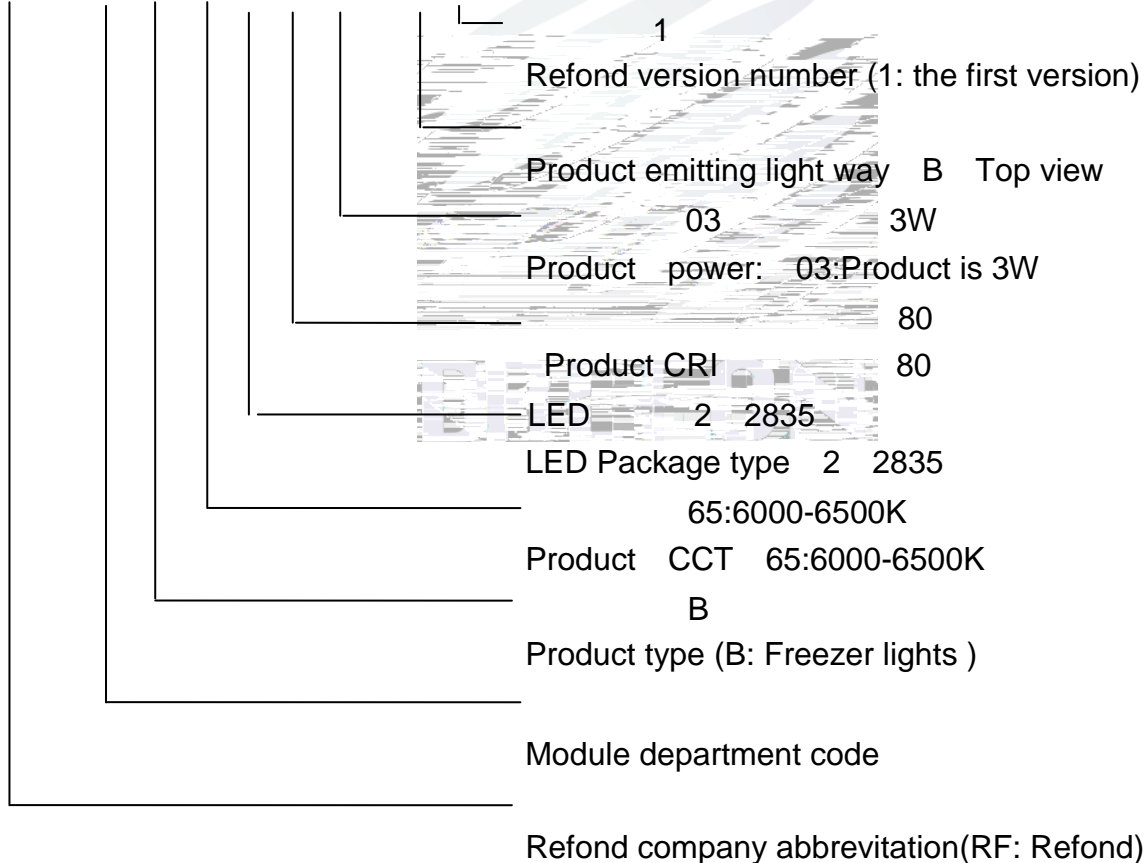 1
Refond version number (1: the first version)
Product emitting light way B Top view
03 3W
Product power: 03:Product is 3W
80
Product CRI 80
LED 2 2835
LED Package type 2 2835
65:6000-6500K
Product CCT 65:6000-6500K
B
Product type (B: Freezer lights )
Module department code
Refond company abbrevitation(RF: Refond)